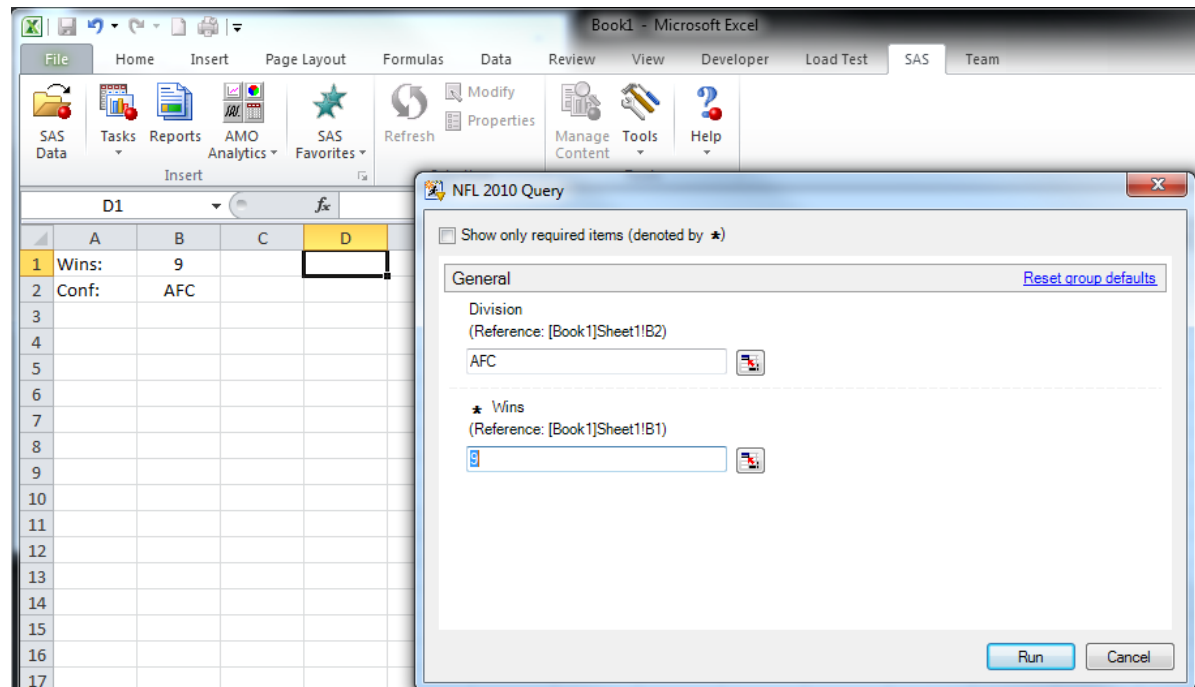 Book1 - Microsoft Excel
File Home Insert Page Layout Formulas Data Review View Developer Load Test SAS Team
SAS Data
Tasks
Reports
AMO Analytics
SAS Favorites
Refresh
Modify
Properties
Manage Content
Tools
Help
Insert
D1 fx
A B C D
1 Wins: 9
2 Conf: AFC
3
4
5
6
7
8
9
10
11
12
13
14
15
16
17
NFL 2010 Query
Show only required items (denoted by *)
General Reset group defaults
Division
(Reference: [Book1]Sheet1!B2)
AFC
* Wins
(Reference: [Book1]Sheet1!B1)
9
Run Cancel